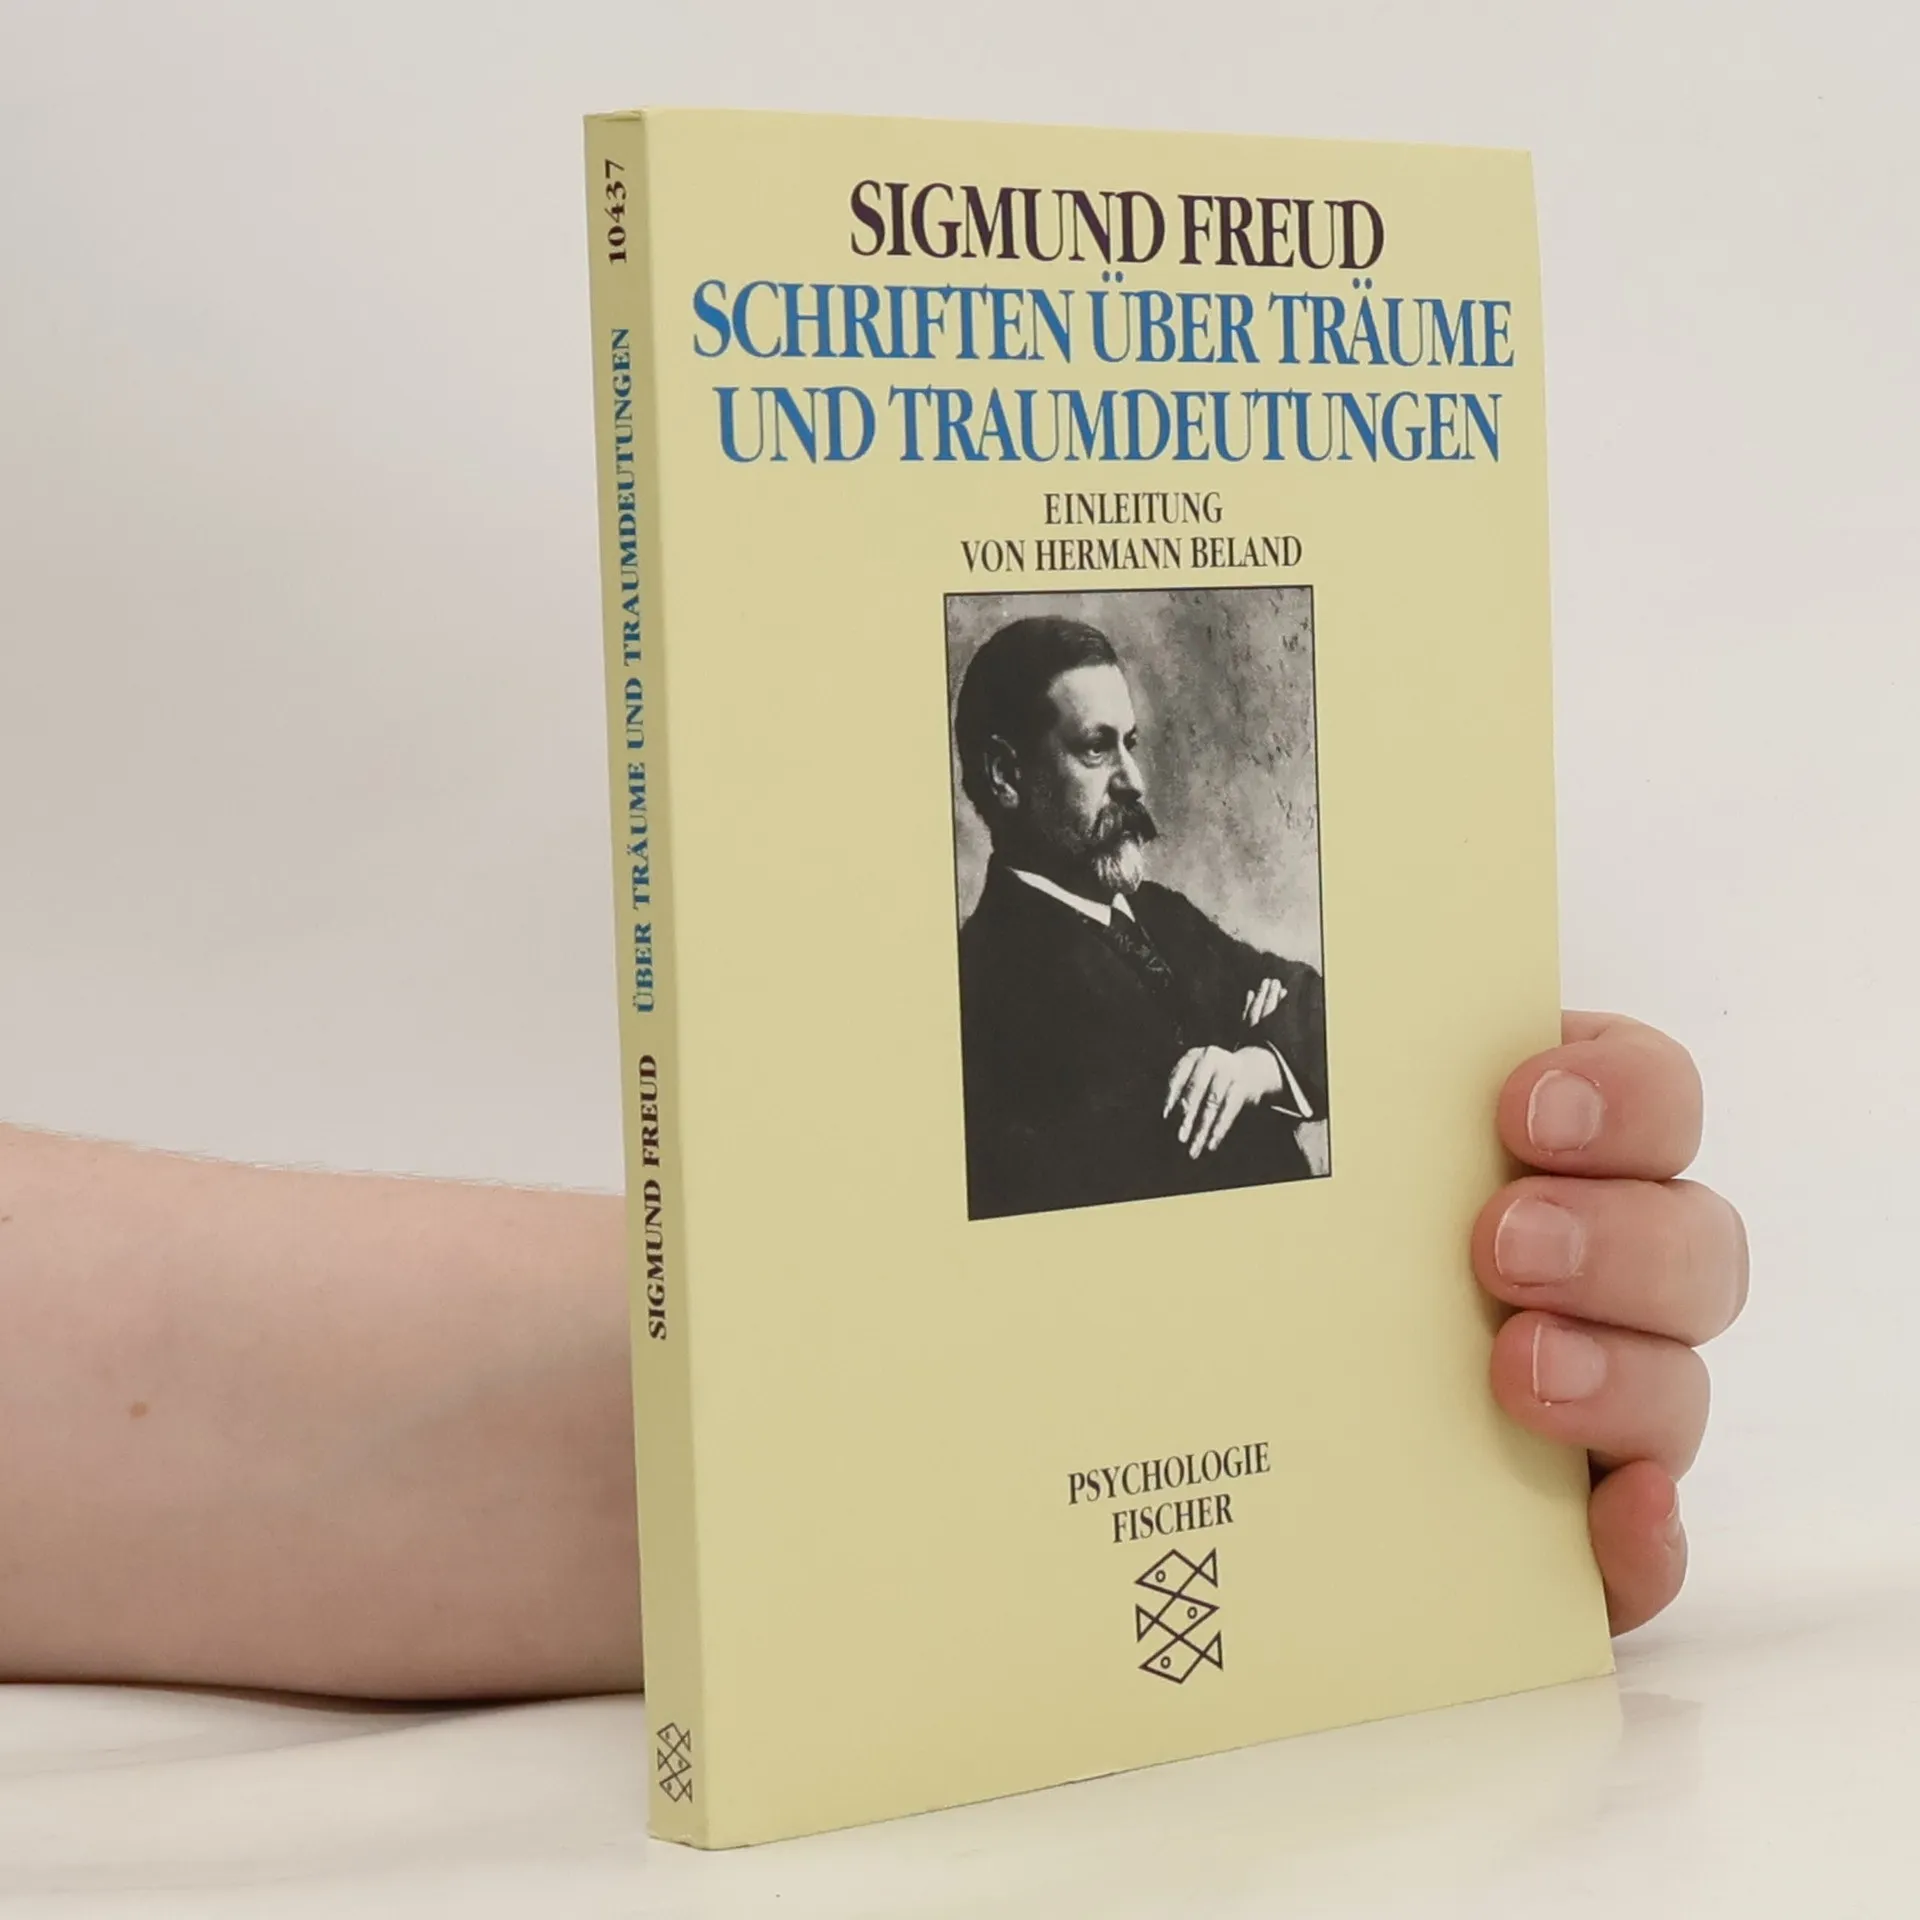 SIGMUND FREUD
SCHRIFTEN ÜBER TRÄUME
UND TRAUMDEUTUNGEN
EINLEITUNG
VON HERMANN BELAND
PSYCHOLOGIE
FISCHER
SIGMUND FREUD ÜBER TRÄUME UND TRAUMDEUTUNGEN 10437